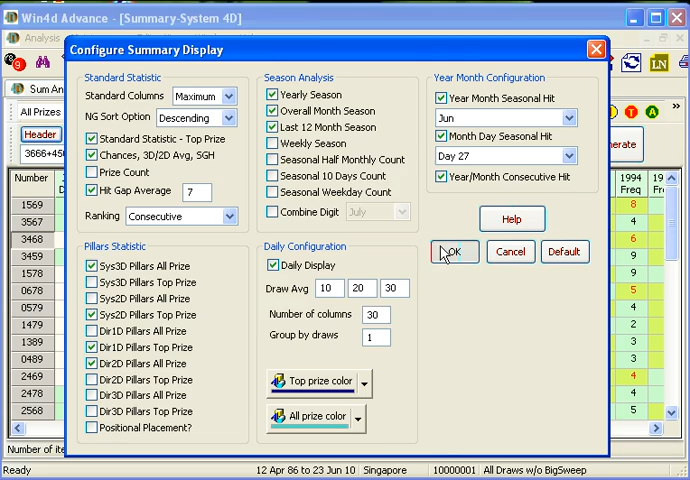 Win4d Advance - [Summary-System 4D]
Analysis
Configure Summary Display
Sum An
All Prizes
Header
3666+450
Standard Statistic
Standard Columns Maximum
NG Sort Option Descending
Standard Statistic - Top Prize
Chances, 3D/2D Avg, SGH
Prize Count
Hit Gap Average 7
Ranking Consecutive
Season Analysis
Yearly Season
Overall Month Season
Last 12 Month Season
Weekly Season
Seasonal Half Monthly Count
Seasonal 10 Days Count
Seasonal Weekday Count
Combine Digit July
Year Month Configuration
Year Month Seasonal Hit
Jun
Month Day Seasonal Hit
Day 27
Year/Month Consecutive Hit
Help
OK Cancel Default
Pillars Statistic
Sys3D Pillars All Prize
Sys3D Pillars Top Prize
Sys2D Pillars All Prize
Sys2D Pillars Top Prize
Dir1D Pillars All Prize
Dir1D Pillars Top Prize
Dir2D Pillars All Prize
Dir2D Pillars Top Prize
Dir3D Pillars All Prize
Dir3D Pillars Top Prize
Positional Placement?
Daily Configuration
Daily Display
Draw Avg 10 20 30
Number of columns 30
Group by draws 1
Top prize color
All prize color
LN
T A
Number
1569
3567
3468
3459
1578
0678
0579
1479
1389
0489
2469
2478
2568
1994
Freq
8
4
6
9
9
5
4
2
3
3
4
4
5
Ready 12 Apr 86 to 23 Jun 10 Singapore 10000001 All Draws w/o BigSweep